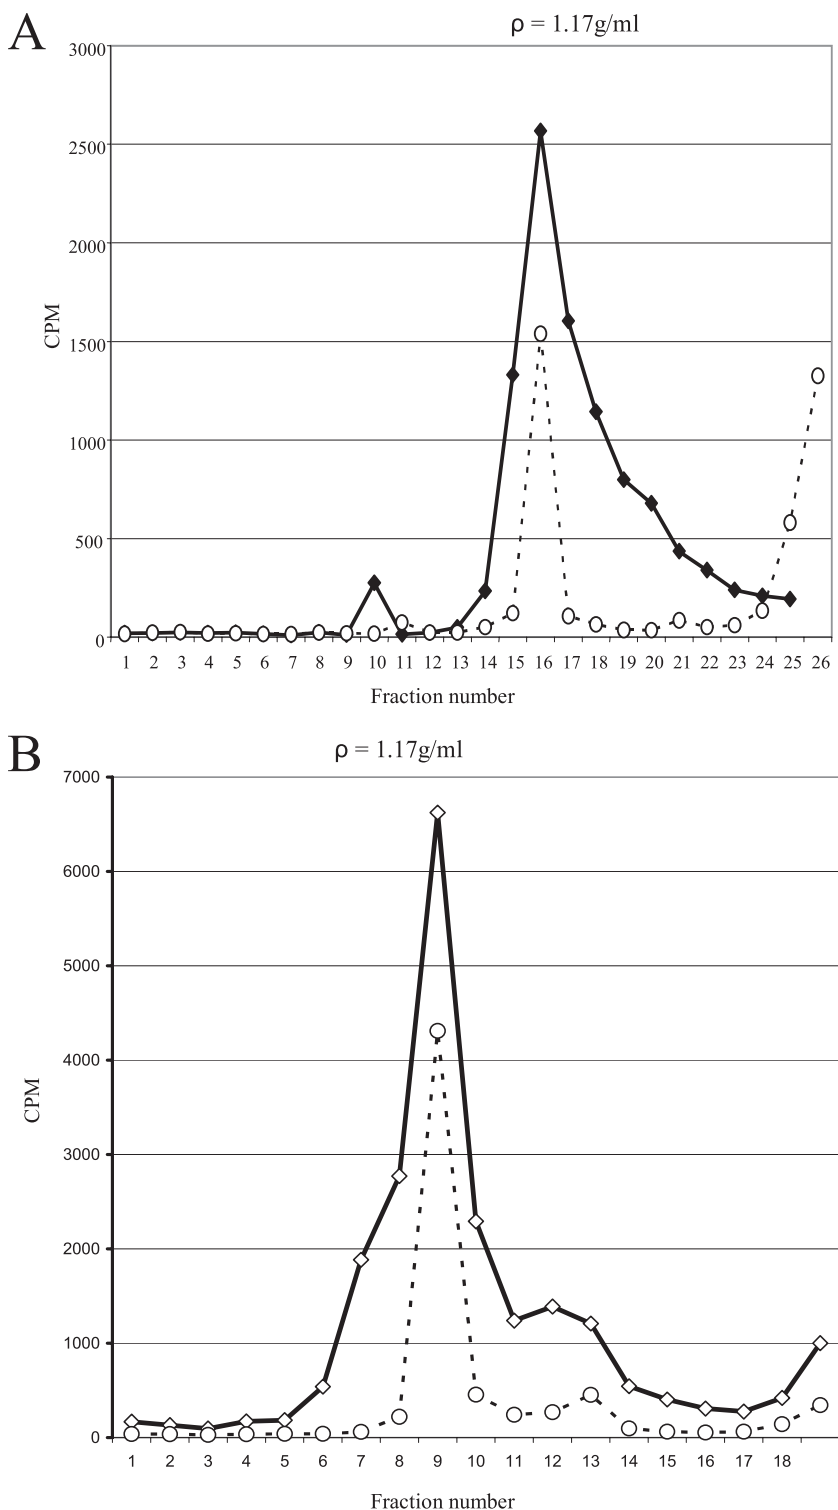 A
ρ = 1.17g/ml
3000
2500
2000
1500
1000
500
0
CPM
1 2 3 4 5 6 7 8 9 10 11 12 13 14 15 16 17 18 19 20 21 22 23 24 25 26
Fraction number
B
ρ = 1.17g/ml
7000
6000
5000
4000
3000
2000
1000
0
CPM
1 2 3 4 5 6 7 8 9 10 11 12 13 14 15 16 17 18
Fraction number